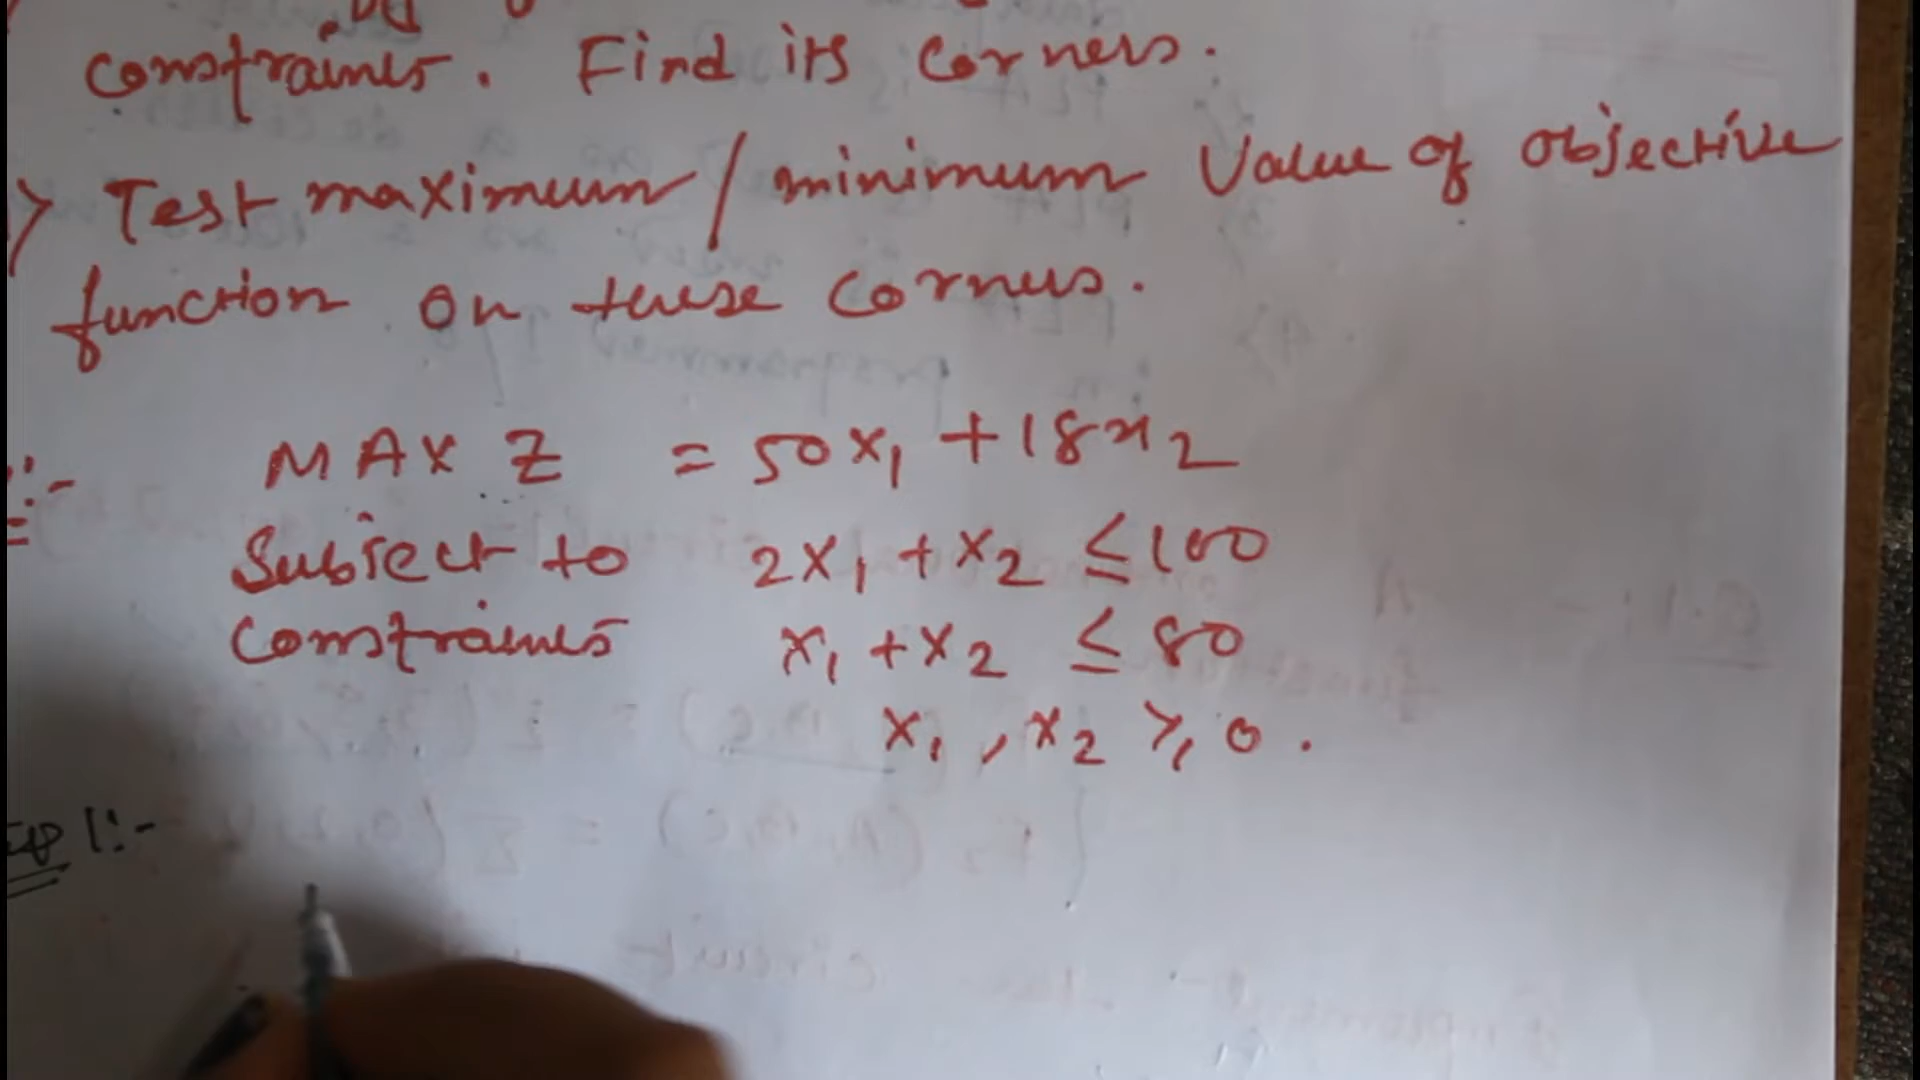 constraints. Find its corners.
> Test maximum/minimum Value of objective
function on these corners.
MAX Z = 50x₁ + 18x₂
Subject to 2x₁ + x₂ ≤ 100
Constraints x₁ + x₂ ≤ 80
x₁, x₂ ≥ 0.
1:-